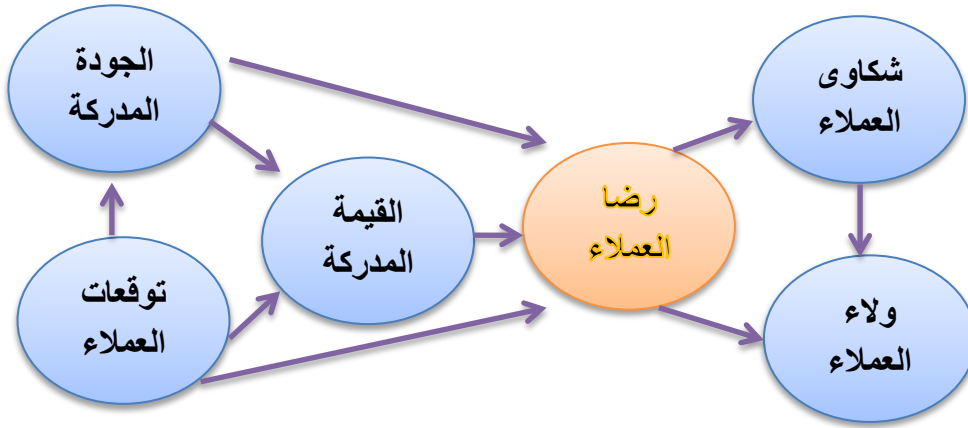 الجودة
المدركة
شكاوى
العملاء
رضا
العملاء
القيمة
المدركة
توقعات
العملاء
ولاء
العملاء